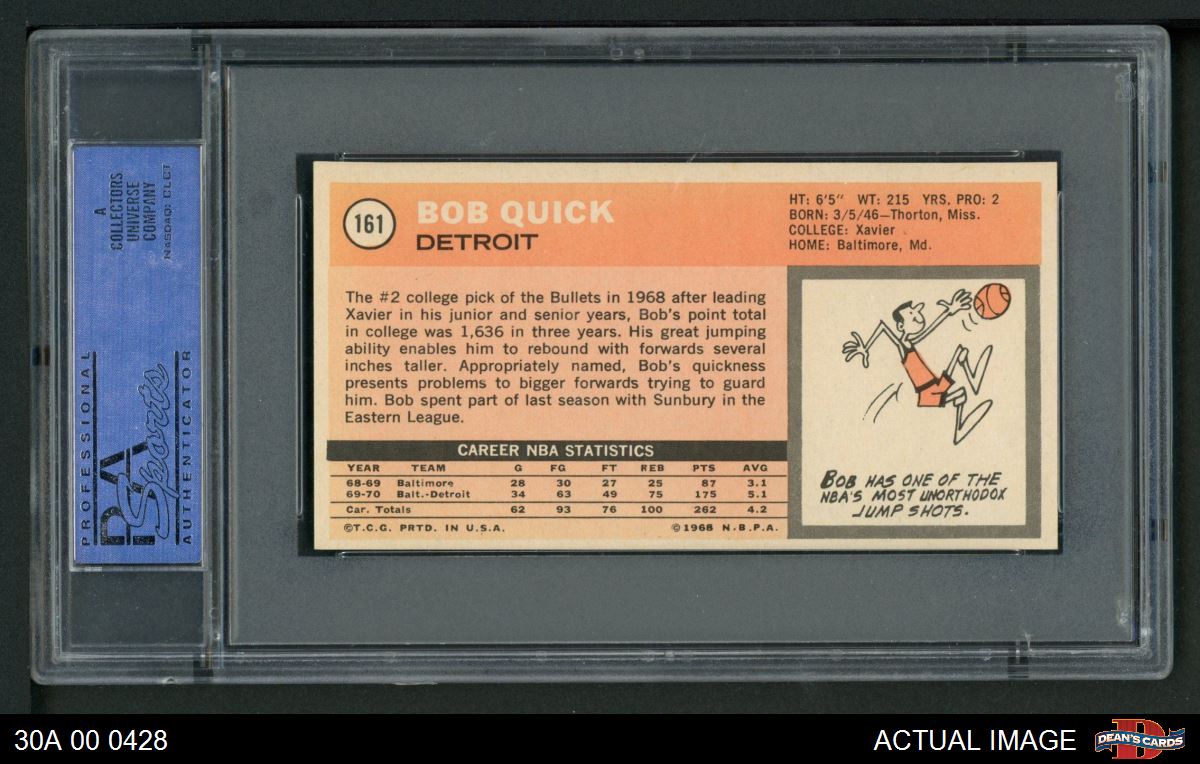 A
COLLECTORS
UNIVERSE
COMPANY
NASDAQ: CLCT
PROFESSIONAL
PSA
Sports
AUTHENTICATOR
161
BOB QUICK
DETROIT
HT: 6'5" WT: 215 YRS. PRO: 2
BORN: 3/5/46—Thorton, Miss.
COLLEGE: Xavier
HOME: Baltimore, Md.
The #2 college pick of the Bullets in 1968 after leading
Xavier in his junior and senior years, Bob's point total
in college was 1,636 in three years. His great jumping
ability enables him to rebound with forwards several
inches taller. Appropriately named, Bob's quickness
presents problems to bigger forwards trying to guard
him. Bob spent part of last season with Sunbury in the
Eastern League.
CAREER NBA STATISTICS
YEAR TEAM G FG FT REB PTS AVG
68-69 Baltimore 28 30 27 25 87 3.1
69-70 Balt.-Detroit 34 63 49 75 175 5.1
Car. Totals 62 93 76 100 262 4.2
©T.C.G. PRTD. IN U.S.A. ©1968 N.B.P.A.
BOB HAS ONE OF THE
NBA'S MOST UNORTHODOX
JUMP SHOTS.
30A 00 0428
ACTUAL IMAGE
DEAN'S CARDS